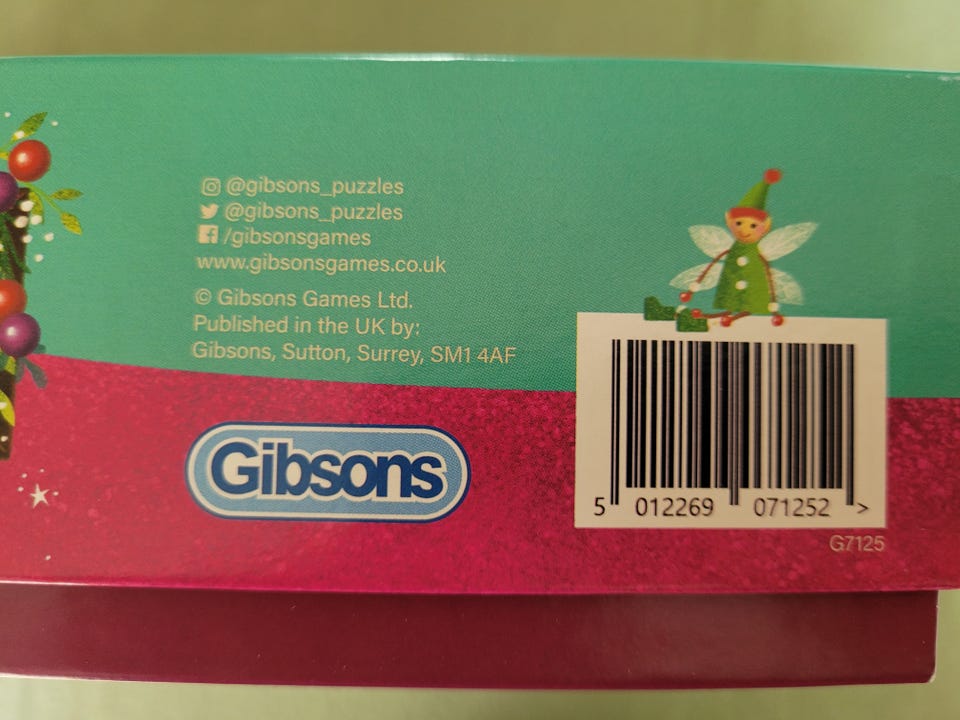 @gibsons_puzzles
@gibsons_puzzles
/gibsonsgames
www.gibsonsgames.co.uk
© Gibsons Games Ltd.
Published in the UK by:
Gibsons, Sutton, Surrey, SM1 4AF
Gibsons
5 012269 071252 >
G7125